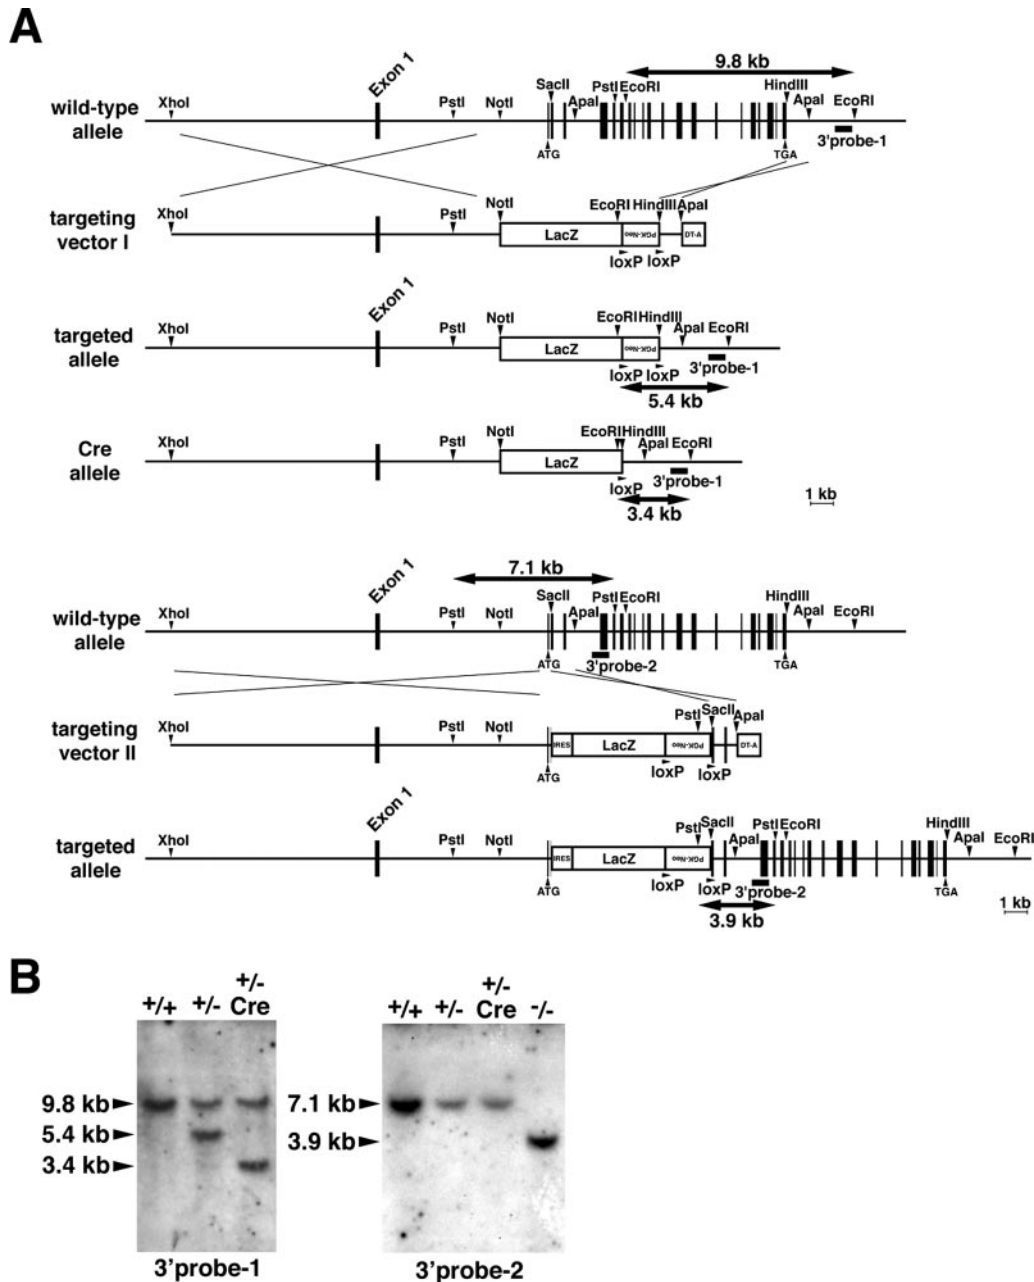 A
9.8 kb
Exon 1
SacII PstI EcoRI HindIII
wild-type allele
XhoI PstI NotI ApaI ApaI EcoRI
ATG TGA 3'probe-1
targeting vector I
XhoI PstI NotI EcoRI HindIII ApaI
LacZ PGK-Neo DT-A
loxP loxP
Exon 1
targeted allele
XhoI PstI NotI EcoRI HindIII ApaI EcoRI
LacZ PGK-Neo
loxP loxP 3'probe-1
5.4 kb
Cre allele
XhoI PstI NotI EcoRI HindIII ApaI EcoRI
LacZ
loxP 3'probe-1
3.4 kb
1 kb
7.1 kb
Exon 1
SacII PstI EcoRI HindIII
wild-type allele
XhoI PstI NotI ApaI ApaI EcoRI
ATG 3'probe-2 TGA
targeting vector II
XhoI PstI NotI PstI SacII ApaI
IRES LacZ PGK-Neo DT-A
ATG loxP loxP
Exon 1
targeted allele
XhoI PstI NotI PstI SacII ApaI PstI EcoRI HindIII ApaI EcoRI
IRES LacZ PGK-Neo
ATG loxP loxP 3'probe-2 TGA
3.9 kb
1 kb
B
+/+ +/- +/- Cre
9.8 kb
5.4 kb
3.4 kb
3'probe-1
+/+ +/- +/- Cre -/-
7.1 kb
3.9 kb
3'probe-2